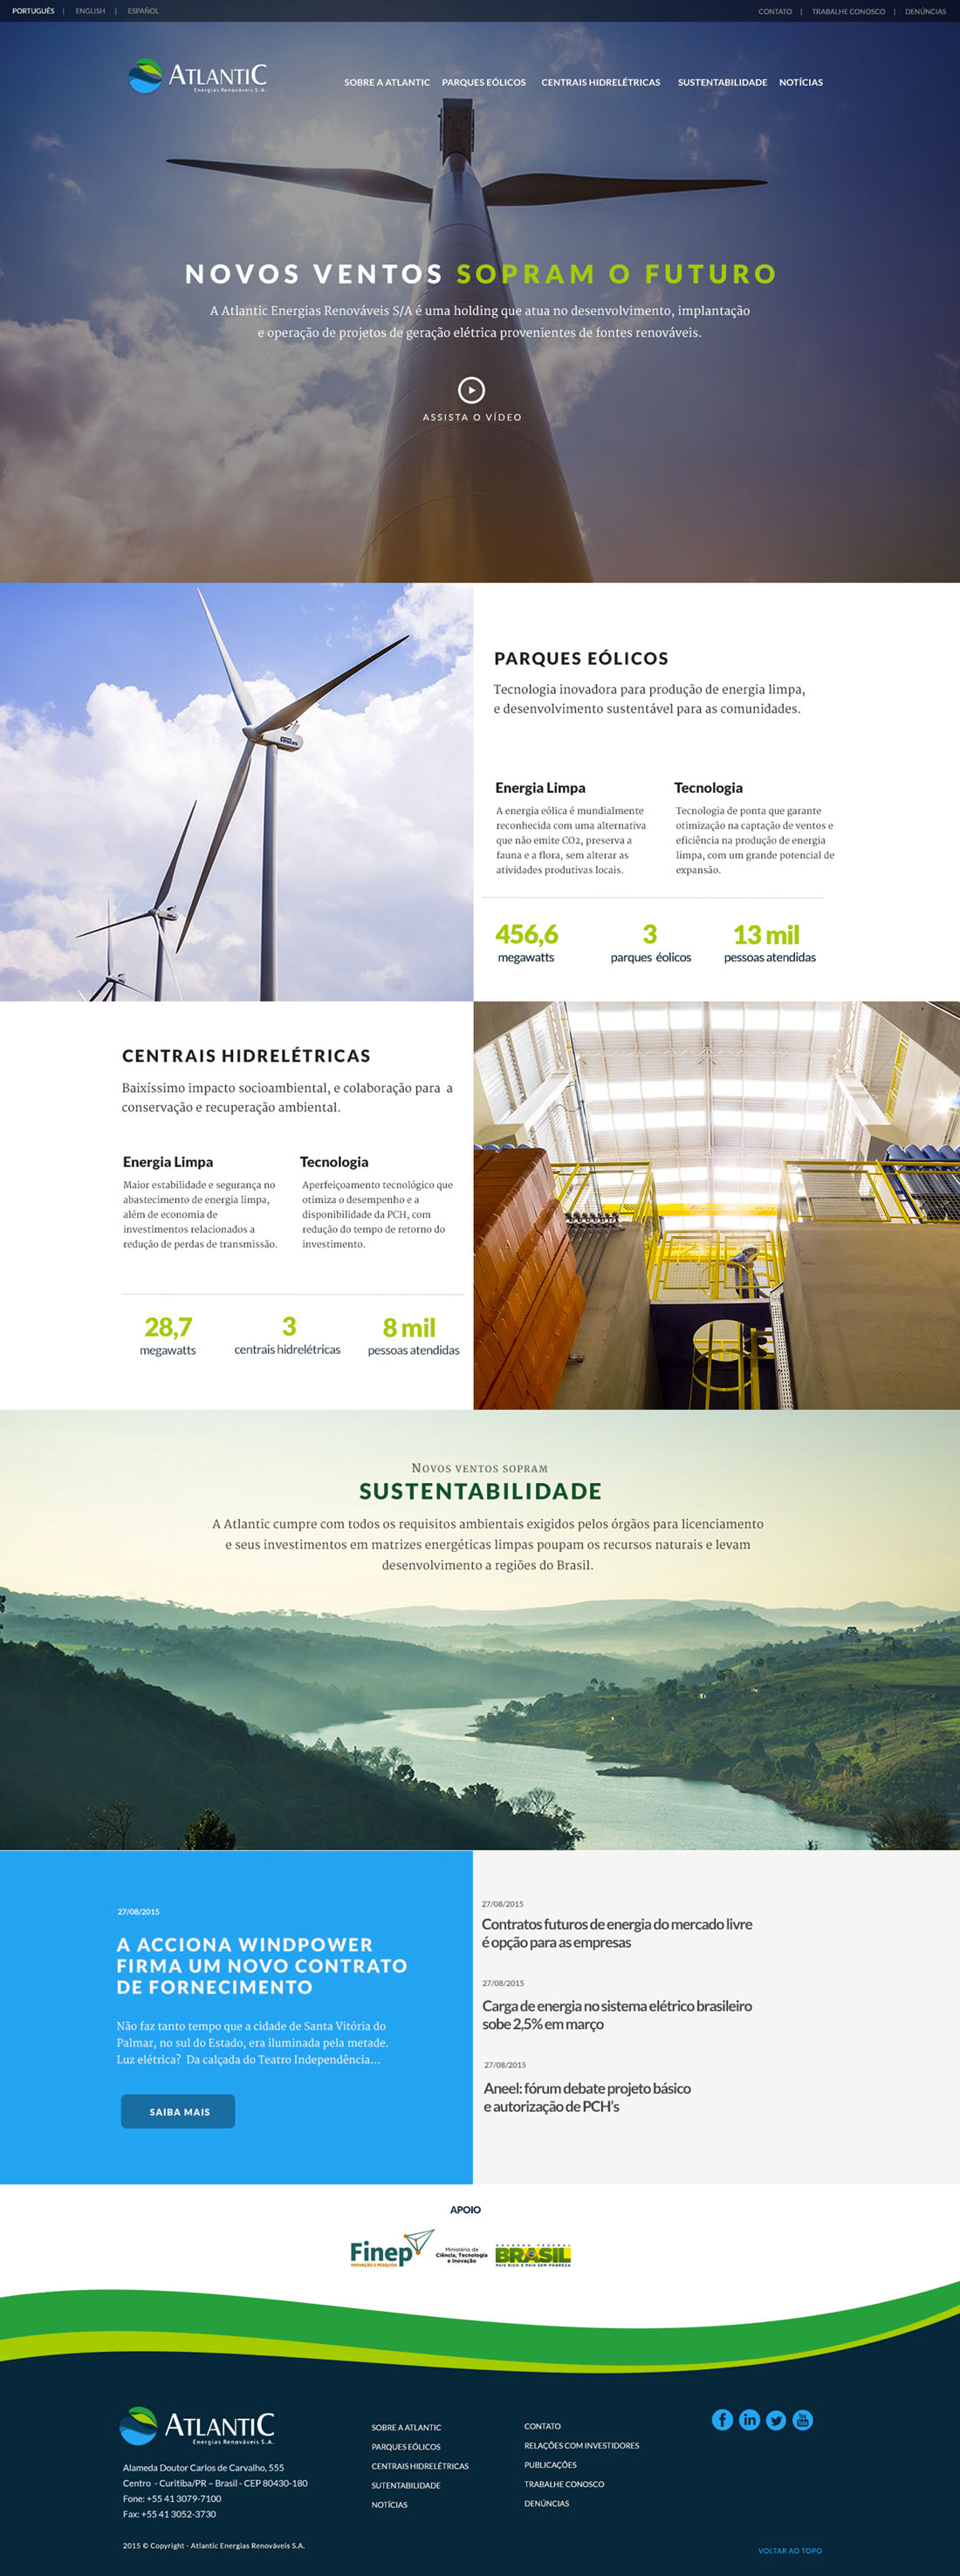 PORTUGUÊS | ENGLISH | ESPAÑOL
CONTATO | TRABALHE CONOSCO | DENÚNCIAS
ATLANTIC
Energias Renováveis S.A.
SOBRE A ATLANTIC PARQUES EÓLICOS CENTRAIS HIDRELÉTRICAS SUSTENTABILIDADE NOTÍCIAS
NOVOS VENTOS SOPRAM O FUTURO
A Atlantic Energias Renováveis S/A é uma holding que atua no desenvolvimento, implantação
e operação de projetos de geração elétrica provenientes de fontes renováveis.
ASSISTA O VÍDEO
PARQUES EÓLICOS
Tecnologia inovadora para produção de energia limpa,
e desenvolvimento sustentável para as comunidades.
Energia Limpa
A energia eólica é mundialmente
reconhecida com uma alternativa
que não emite CO2, preserva a
fauna e a flora, sem alterar as
atividades produtivas locais.
Tecnologia
Tecnologia de ponta que garante
otimização na captação de ventos e
eficiência na produção de energia
limpa, com um grande potencial de
expansão.
456,6
megawatts
3
parques éolicos
13 mil
pessoas atendidas
CENTRAIS HIDRELÉTRICAS
Baixíssimo impacto socioambiental, e colaboração para a
conservação e recuperação ambiental.
Energia Limpa
Maior estabilidade e segurança no
abastecimento de energia limpa,
além de economia de
investimentos relacionados a
redução de perdas de transmissão.
Tecnologia
Aperfeiçoamento tecnológico que
otimiza o desempenho e a
disponibilidade da PCH, com
redução do tempo de retorno do
investimento.
28,7
megawatts
3
centrais hidrelétricas
8 mil
pessoas atendidas
NOVOS VENTOS SOPRAM
SUSTENTABILIDADE
A Atlantic cumpre com todos os requisitos ambientais exigidos pelos órgãos para licenciamento
e seus investimentos em matrizes energéticas limpas poupam os recursos naturais e levam
desenvolvimento a regiões do Brasil.
27/08/2015
A ACCIONA WINDPOWER
FIRMA UM NOVO CONTRATO
DE FORNECIMENTO
Não faz tanto tempo que a cidade de Santa Vitória do
Palmar, no sul do Estado, era iluminada pela metade.
Luz elétrica? Da calçada do Teatro Independência...
SAIBA MAIS
27/08/2015
Contratos futuros de energia do mercado livre
é opção para as empresas
27/08/2015
Carga de energia no sistema elétrico brasileiro
sobe 2,5% em março
27/08/2015
Aneel: fórum debate projeto básico
e autorização de PCH's
APOIO
Finep
INOVAÇÃO E PESQUISA
Ministério da
Ciência, Tecnologia
e Inovação
GOVERNO FEDERAL
BRASIL
PAÍS RICO É PAÍS SEM POBREZA
ATLANTIC
Energias Renováveis S.A.
Alameda Doutor Carlos de Carvalho, 555
Centro - Curitiba/PR – Brasil - CEP 80430-180
Fone: +55 41 3079-7100
Fax: +55 41 3052-3730
2015 © Copyright - Atlantic Energias Renováveis S.A.
SOBRE A ATLANTIC
PARQUES EÓLICOS
CENTRAIS HIDRELÉTRICAS
SUTENTABILIDADE
NOTÍCIAS
CONTATO
RELAÇÕES COM INVESTIDORES
PUBLICAÇÕES
TRABALHE CONOSCO
DENÚNCIAS
f
in
You
Tube
VOLTAR AO TOPO